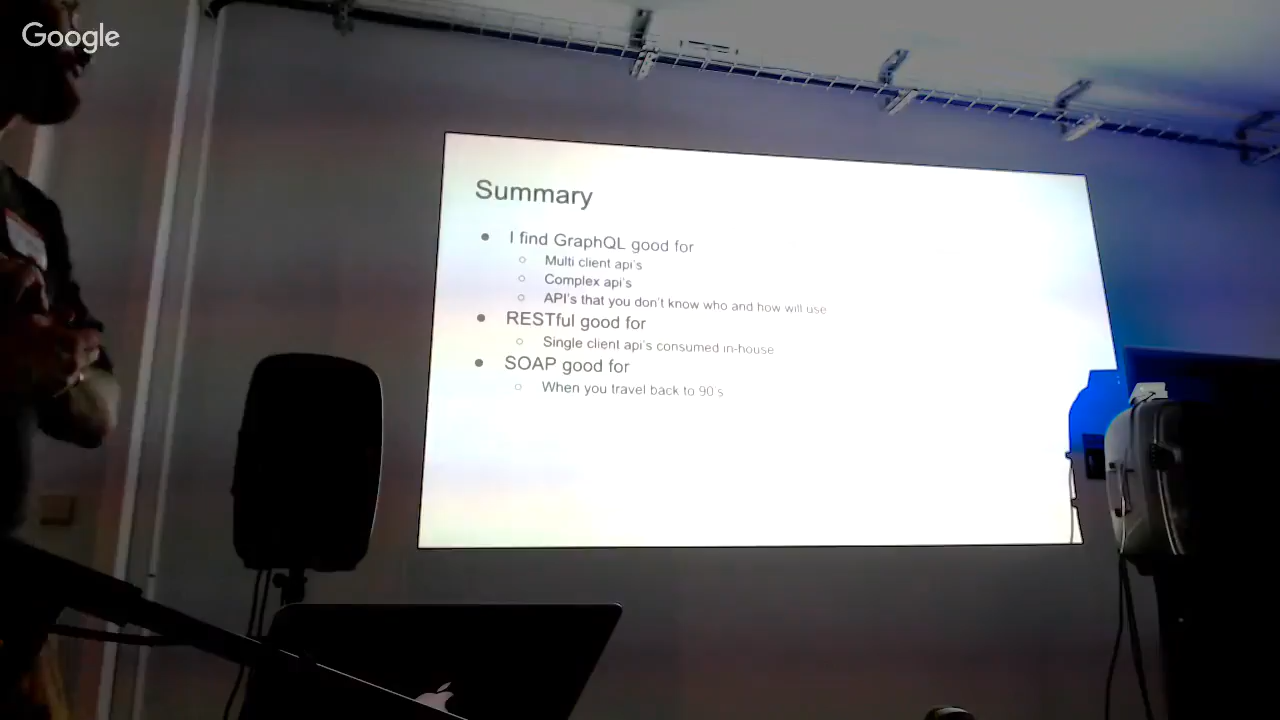 Google
Summary
● I find GraphQL good for
○ Multi client api's
○ Complex api's
○ API's that you don't know who and how will use
● RESTful good for
○ Single client api's consumed in-house
● SOAP good for
○ When you travel back to 90's